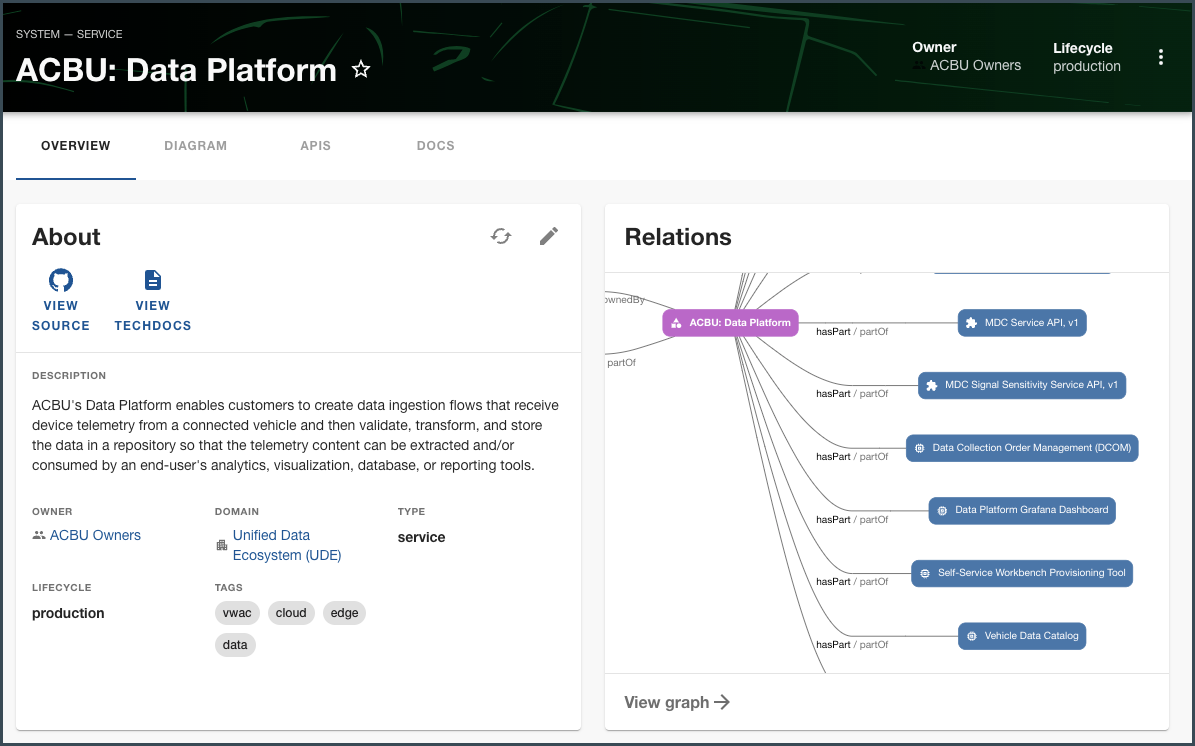 SYSTEM — SERVICE
ACBU: Data Platform
Owner
ACBU Owners
Lifecycle
production
OVERVIEW
DIAGRAM
APIS
DOCS
About
VIEW
SOURCE
VIEW
TECHDOCS
DESCRIPTION
ACBU's Data Platform enables customers to create data ingestion flows that receive
device telemetry from a connected vehicle and then validate, transform, and store
the data in a repository so that the telemetry content can be extracted and/or
consumed by an end-user's analytics, visualization, database, or reporting tools.
OWNER
ACBU Owners
DOMAIN
Unified Data
Ecosystem (UDE)
TYPE
service
LIFECYCLE
production
TAGS
vwac
cloud
edge
data
Relations
ownedBy
partOf
ACBU: Data Platform
hasPart / partOf
MDC Service API, v1
hasPart / partOf
MDC Signal Sensitivity Service API, v1
hasPart / partOf
Data Collection Order Management (DCOM)
hasPart / partOf
Data Platform Grafana Dashboard
hasPart / partOf
Self-Service Workbench Provisioning Tool
hasPart / partOf
Vehicle Data Catalog
View graph